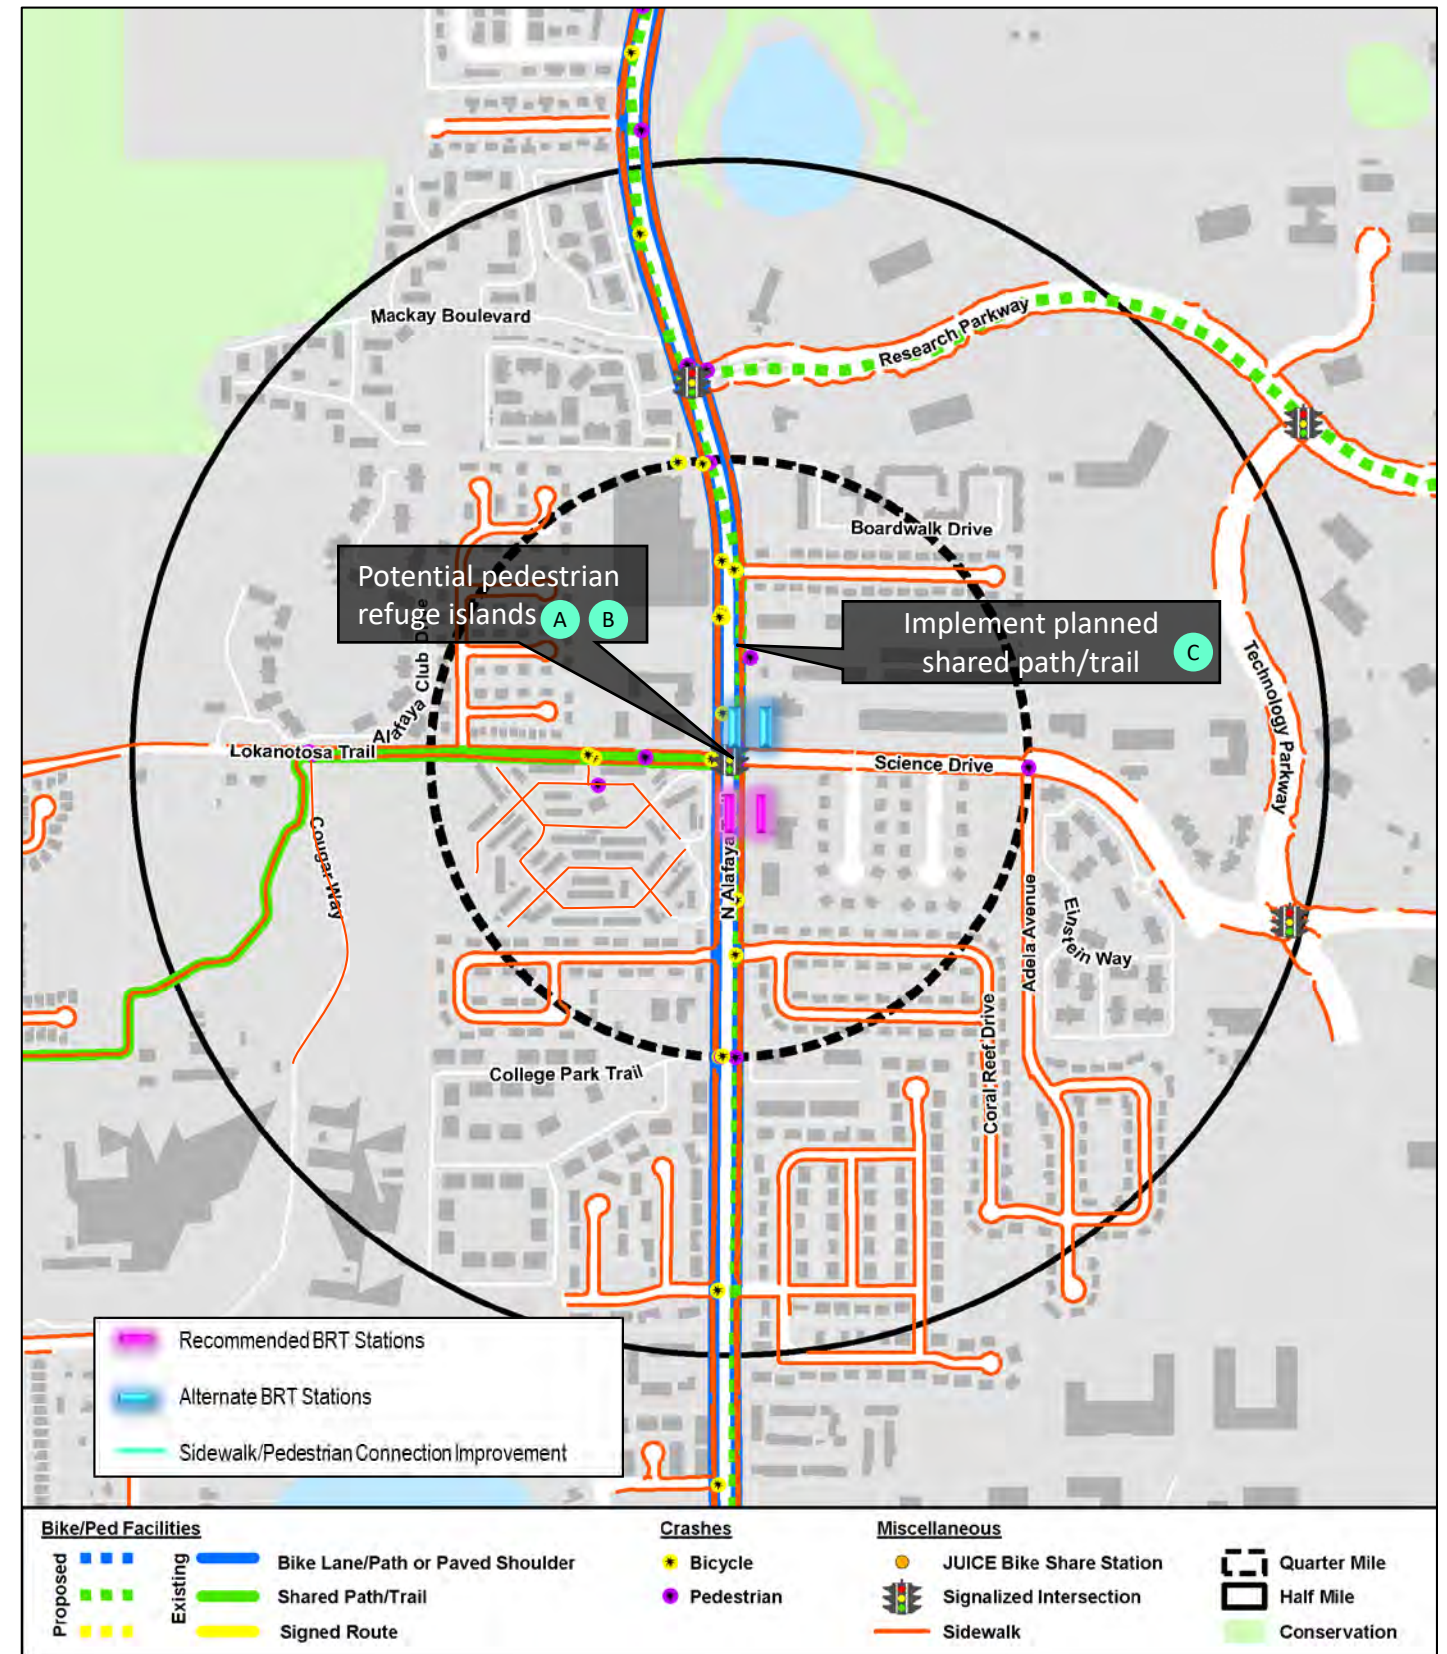 Mackay Boulevard
Research Parkway
Boardwalk Drive
Potential pedestrian
refuge islands A B
Implement planned
shared path/trail C
Alafaya Club Drive
Technology Parkway
Lokanotosa Trail
Science Drive
Cougar Way
N Alafaya
Adela Avenue
Einstein Way
Coral Reef Drive
College Park Trail
Recommended BRT Stations
Alternate BRT Stations
Sidewalk/Pedestrian Connection Improvement
Bike/Ped Facilities
Proposed
Existing
Bike Lane/Path or Paved Shoulder
Shared Path/Trail
Signed Route
Crashes
Bicycle
Pedestrian
Miscellaneous
JUICE Bike Share Station
Signalized Intersection
Sidewalk
Quarter Mile
Half Mile
Conservation